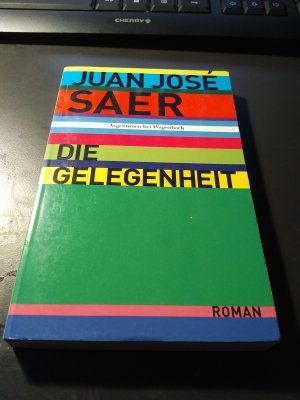 CHERRY
JUAN JOSÉ
SAER
Argentinien bei Wagenbach
DIE
GELEGENHEIT
ROMAN